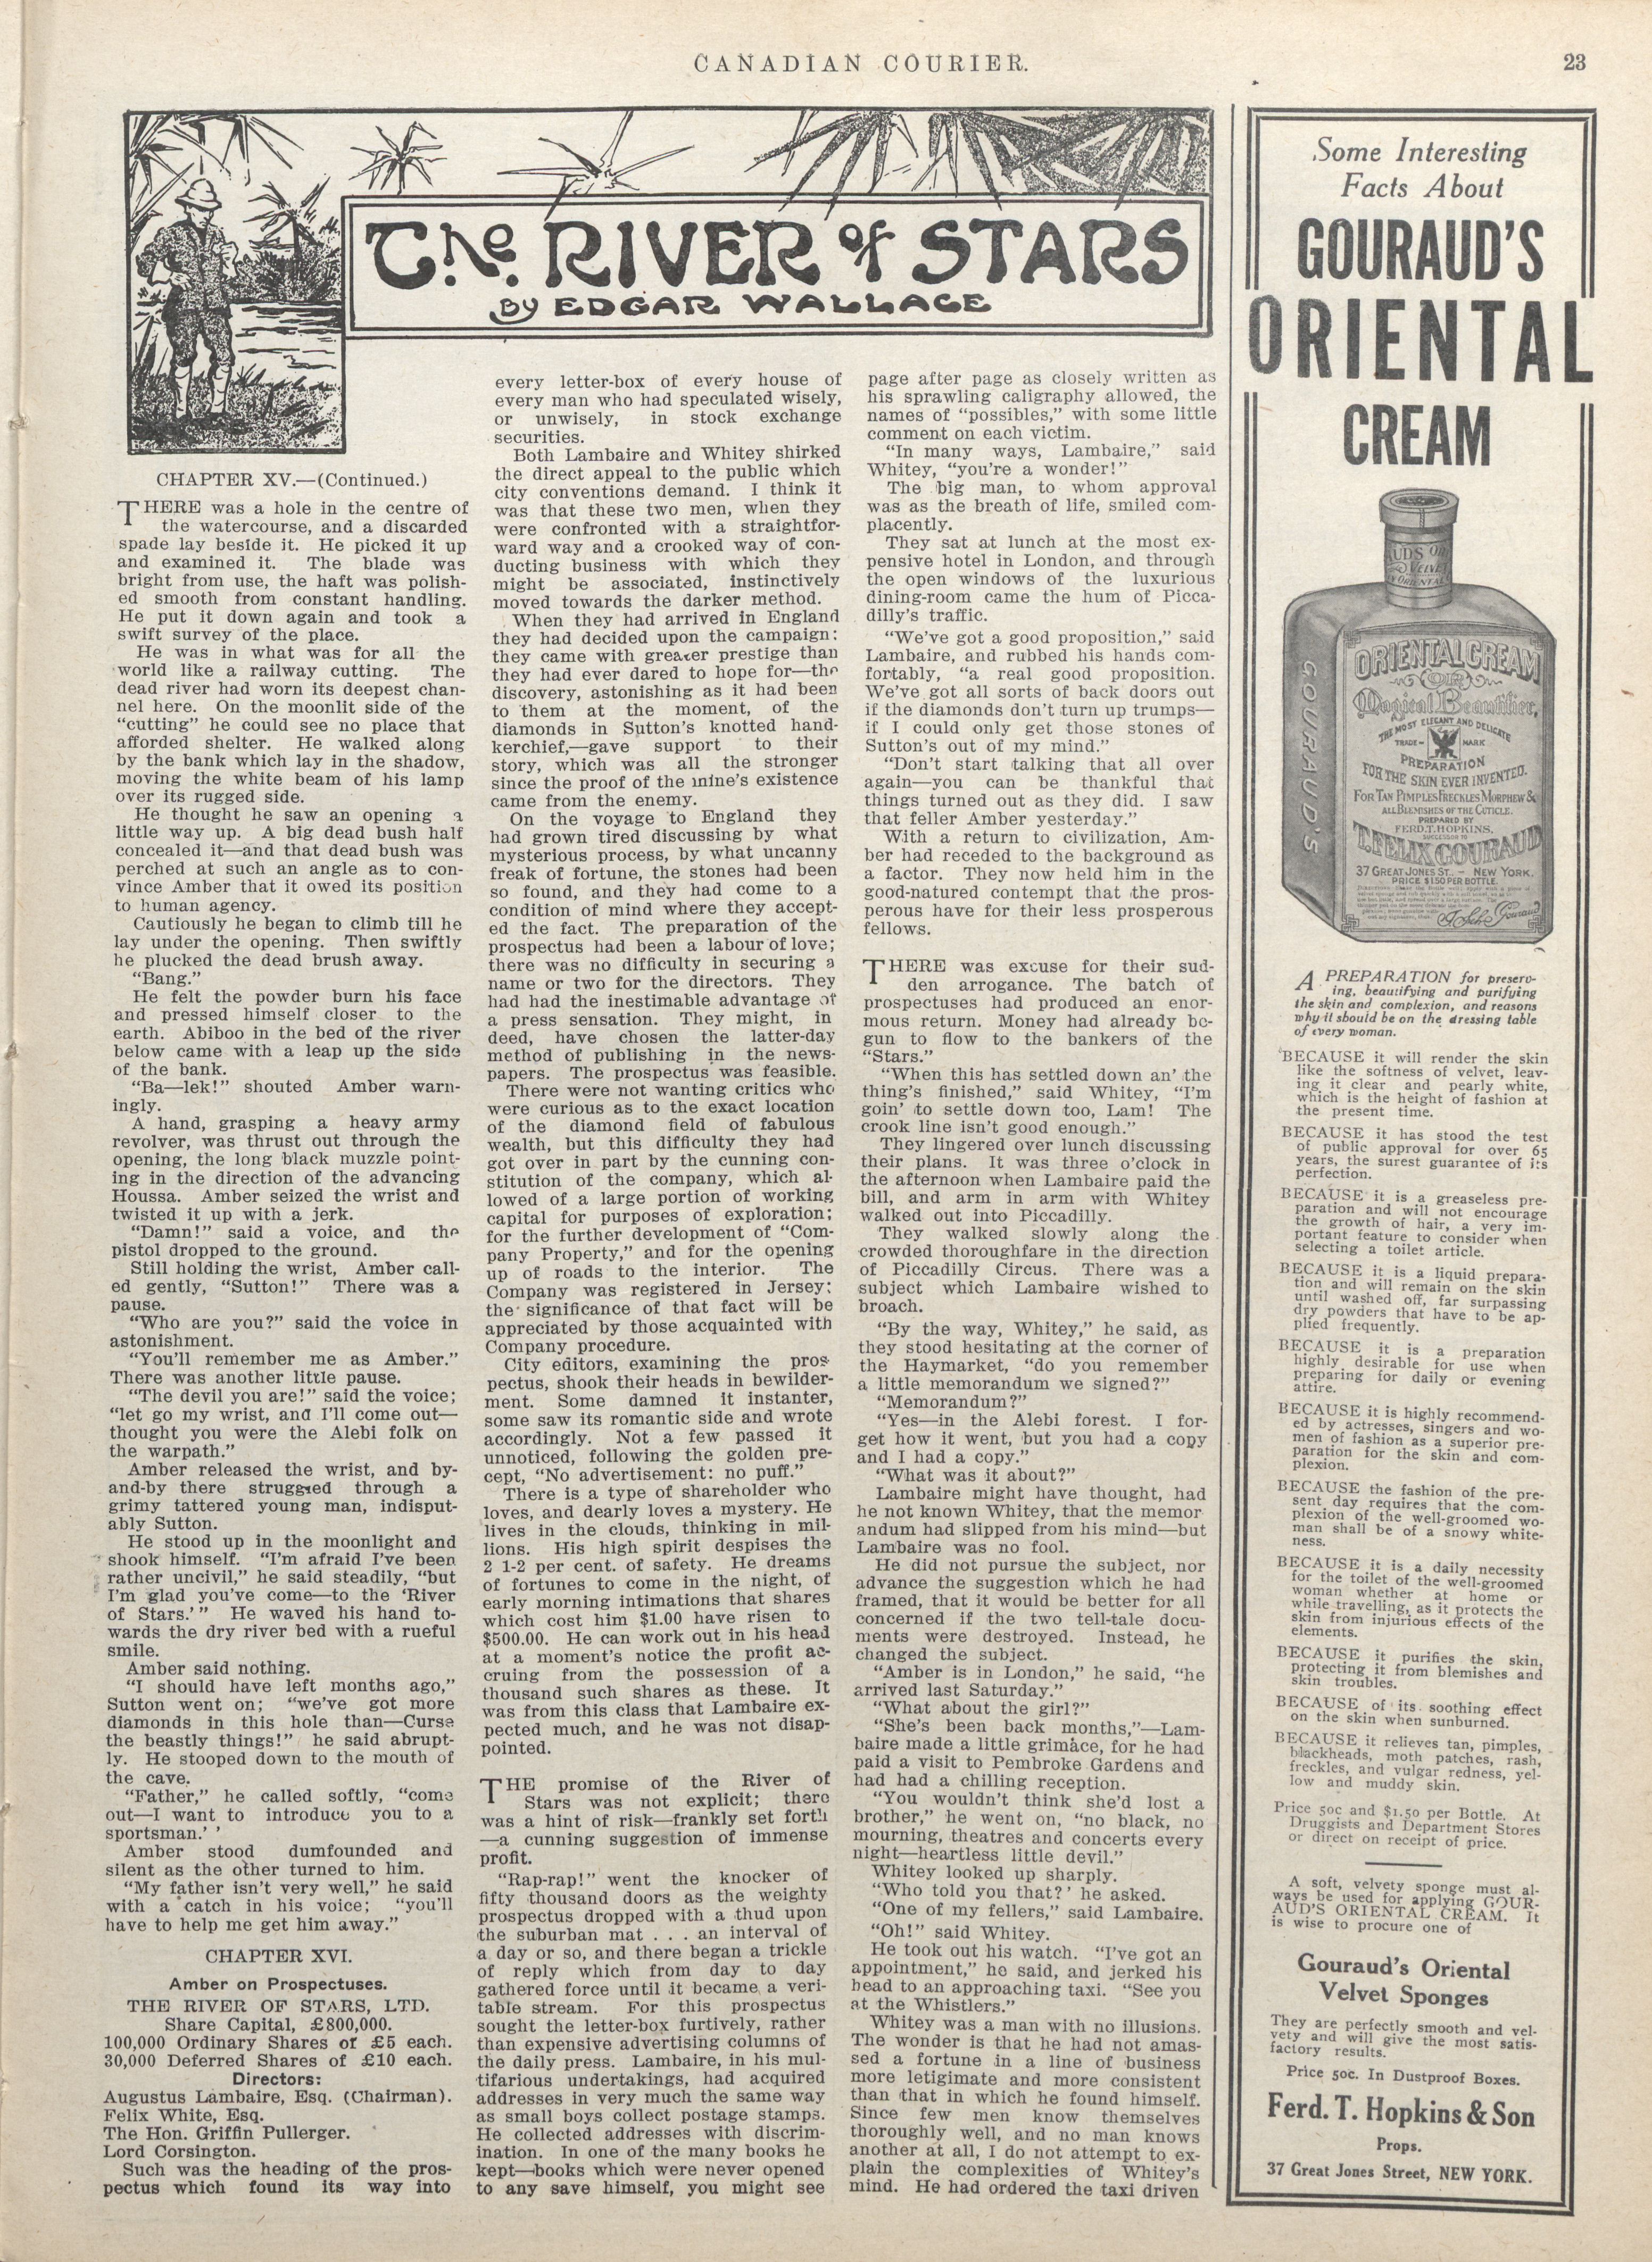 CANADIAN COURIER.
23
The RIVER of STARS
By EDGAR WALLACE
CHAPTER XV.—(Continued.)
THERE was a hole in the centre of
the watercourse, and a discarded
spade lay beside it. He picked it up
and examined it. The blade was
bright from use, the haft was polish-
ed smooth from constant handling.
He put it down again and took a
swift survey of the place.
He was in what was for all the
world like a railway cutting. The
dead river had worn its deepest chan-
nel here. On the moonlit side of the
"cutting" he could see no place that
afforded shelter. He walked along
by the bank which lay in the shadow,
moving the white beam of his lamp
over its rugged side.
He thought he saw an opening a
little way up. A big dead bush half
concealed it—and that dead bush was
perched at such an angle as to con-
vince Amber that it owed its position
to human agency.
Cautiously he began to climb till he
lay under the opening. Then swiftly
he plucked the dead brush away.
"Bang."
He felt the powder burn his face
and pressed himself closer to the
earth. Abiboo in the bed of the river
below came with a leap up the side
of the bank.
"Ba—lek!" shouted Amber warn-
ingly.
A hand, grasping a heavy army
revolver, was thrust out through the
opening, the long black muzzle point-
ing in the direction of the advancing
Houssa. Amber seized the wrist and
twisted it up with a jerk.
"Damn!" said a voice, and the
pistol dropped to the ground.
Still holding the wrist, Amber call-
ed gently, "Sutton!" There was a
pause.
"Who are you?" said the voice in
astonishment.
"You'll remember me as Amber."
There was another little pause.
"The devil you are!" said the voice;
"let go my wrist, and I'll come out—
thought you were the Alebi folk on
the warpath."
Amber released the wrist, and by-
and-by there struggled through a
grimy tattered young man, indisput-
ably Sutton.
He stood up in the moonlight and
shook himself. "I'm afraid I've been
rather uncivil," he said steadily, "but
I'm glad you've come—to the 'River
of Stars.'" He waved his hand to-
wards the dry river bed with a rueful
smile.
Amber said nothing.
"I should have left months ago,"
Sutton went on; "we've got more
diamonds in this hole than—Curse
the beastly things!" he said abrupt-
ly. He stooped down to the mouth of
the cave.
"Father," he called softly, "come
out—I want to introduce you to a
sportsman.' '
Amber stood dumfounded and
silent as the other turned to him.
"My father isn't very well," he said
with a catch in his voice; "you'll
have to help me get him away."
CHAPTER XVI.
Amber on Prospectuses.
THE RIVER OF STARS, LTD.
Share Capital, £800,000.
100,000 Ordinary Shares of £5 each.
30,000 Deferred Shares of £10 each.
Directors:
Augustus Lambaire, Esq. (Chairman).
Felix White, Esq.
The Hon. Griffin Pullerger.
Lord Corsington.
Such was the heading of the pros-
pectus which found its way into
every letter-box of every house of
every man who had speculated wisely,
or unwisely, in stock exchange
securities.
Both Lambaire and Whitey shirked
the direct appeal to the public which
city conventions demand. I think it
was that these two men, when they
were confronted with a straightfor-
ward way and a crooked way of con-
ducting business with which they
might be associated, instinctively
moved towards the darker method.
When they had arrived in England
they had decided upon the campaign:
they came with greater prestige than
they had ever dared to hope for—the
discovery, astonishing as it had been
to them at the moment, of the
diamonds in Sutton's knotted hand-
kerchief,—gave support to their
story, which was all the stronger
since the proof of the mine's existence
came from the enemy.
On the voyage to England they
had grown tired discussing by what
mysterious process, by what uncanny
freak of fortune, the stones had been
so found, and they had come to a
condition of mind where they accept-
ed the fact. The preparation of the
prospectus had been a labour of love;
there was no difficulty in securing a
name or two for the directors. They
had had the inestimable advantage of
a press sensation. They might, in
deed, have chosen the latter-day
method of publishing in the news-
papers. The prospectus was feasible.
There were not wanting critics who
were curious as to the exact location
of the diamond field of fabulous
wealth, but this difficulty they had
got over in part by the cunning con-
stitution of the company, which al-
lowed of a large portion of working
capital for purposes of exploration;
for the further development of "Com-
pany Property," and for the opening
up of roads to the interior. The
Company was registered in Jersey;
the significance of that fact will be
appreciated by those acquainted with
Company procedure.
City editors, examining the pros-
pectus, shook their heads in bewilder-
ment. Some damned it instanter,
some saw its romantic side and wrote
accordingly. Not a few passed it
unnoticed, following the golden pre-
cept, "No advertisement: no puff."
There is a type of shareholder who
loves, and dearly loves a mystery. He
lives in the clouds, thinking in mil-
lions. His high spirit despises the
2 1-2 per cent. of safety. He dreams
of fortunes to come in the night, of
early morning intimations that shares
which cost him $1.00 have risen to
$500.00. He can work out in his head
at a moment's notice the profit ac-
cruing from the possession of a
thousand such shares as these. It
was from this class that Lambaire ex-
pected much, and he was not disap-
pointed.
THE promise of the River of
Stars was not explicit; there
was a hint of risk—frankly set forth
—a cunning suggestion of immense
profit.
"Rap-rap!" went the knocker of
fifty thousand doors as the weighty
prospectus dropped with a thud upon
the suburban mat . . . an interval of
a day or so, and there began a trickle
of reply which from day to day
gathered force until it became a veri-
table stream. For this prospectus
sought the letter-box furtively, rather
than expensive advertising columns of
the daily press. Lambaire, in his mul-
tifarious undertakings, had acquired
addresses in very much the same way
as small boys collect postage stamps.
He collected addresses with discrim-
ination. In one of the many books he
kept—books which were never opened
to any save himself, you might see
page after page as closely written as
his sprawling caligraphy allowed, the
names of "possibles," with some little
comment on each victim.
"In many ways, Lambaire," said
Whitey, "you're a wonder!"
The big man, to whom approval
was as the breath of life, smiled com-
placently.
They sat at lunch at the most ex-
pensive hotel in London, and through
the open windows of the luxurious
dining-room came the hum of Picca-
dilly's traffic.
"We've got a good proposition," said
Lambaire, and rubbed his hands com-
fortably, "a real good proposition.
We've got all sorts of back doors out
if the diamonds don't turn up trumps—
if I could only get those stones of
Sutton's out of my mind."
"Don't start talking that all over
again—you can be thankful that
things turned out as they did. I saw
that feller Amber yesterday."
With a return to civilization, Am-
ber had receded to the background as
a factor. They now held him in the
good-natured contempt that the pros-
perous have for their less prosperous
fellows.
THERE was excuse for their sud-
den arrogance. The batch of
prospectuses had produced an enor-
mous return. Money had already be-
gun to flow to the bankers of the
"Stars."
"When this has settled down an' the
thing's finished," said Whitey, "I'm
goin' to settle down too, Lam! The
crook line isn't good enough."
They lingered over lunch discussing
their plans. It was three o'clock in
the afternoon when Lambaire paid the
bill, and arm in arm with Whitey
walked out into Piccadilly.
They walked slowly along the
crowded thoroughfare in the direction
of Piccadilly Circus. There was a
subject which Lambaire wished to
broach.
"By the way, Whitey," he said, as
they stood hesitating at the corner of
the Haymarket, "do you remember
a little memorandum we signed?"
"Memorandum?"
"Yes—in the Alebi forest. I for-
get how it went, but you had a copy
and I had a copy."
"What was it about?"
Lambaire might have thought, had
he not known Whitey, that the memor
andum had slipped from his mind—but
Lambaire was no fool.
He did not pursue the subject, nor
advance the suggestion which he had
framed, that it would be better for all
concerned if the two tell-tale docu-
ments were destroyed. Instead, he
changed the subject.
"Amber is in London," he said, "he
arrived last Saturday."
"What about the girl?"
"She's been back months,"—Lam-
baire made a little grimace, for he had
paid a visit to Pembroke Gardens and
had had a chilling reception.
"You wouldn't think she'd lost a
brother," he went on, "no black, no
mourning, theatres and concerts every
night—heartless little devil."
Whitey looked up sharply.
"Who told you that?' he asked.
"One of my fellers," said Lambaire.
"Oh!" said Whitey.
He took out his watch. "I've got an
appointment," he said, and jerked his
head to an approaching taxi. "See you
at the Whistlers."
Whitey was a man with no illusions.
The wonder is that he had not amas-
sed a fortune in a line of business
more letigimate and more consistent
than that in which he found himself.
Since few men know themselves
thoroughly well, and no man knows
another at all, I do not attempt to ex-
plain the complexities of Whitey's
mind. He had ordered the taxi driven
Some Interesting
Facts About
GOURAUD'S
ORIENTAL
CREAM
GOURAUD'S
ORIENTAL CREAM
OR
Magical Beautifier,
THE MOST ELEGANT AND DELICATE
TRADE-MARK
PREPARATION
FOR THE SKIN EVER INVENTED.
FOR TAN PIMPLES FRECKLES MORPHEW &
ALL BLEMISHES OF THE CUTICLE.
PREPARED BY
FERD. T. HOPKINS,
SUCCESSOR TO
T. FELIX GOURAUD
37 GREAT JONES ST. - NEW YORK.
PRICE $1.50 PER BOTTLE.
A PREPARATION for preserv-
ing, beautifying and purifying
the skin and complexion, and reasons
why it should be on the dressing table
of every woman.
BECAUSE it will render the skin
like the softness of velvet, leav-
ing it clear and pearly white,
which is the height of fashion at
the present time.
BECAUSE it has stood the test
of public approval for over 65
years, the surest guarantee of its
perfection.
BECAUSE it is a greaseless pre-
paration and will not encourage
the growth of hair, a very im-
portant feature to consider when
selecting a toilet article.
BECAUSE it is a liquid prepara-
tion and will remain on the skin
until washed off, far surpassing
dry powders that have to be ap-
plied frequently.
BECAUSE it is a preparation
highly desirable for use when
preparing for daily or evening
attire.
BECAUSE it is highly recommend-
ed by actresses, singers and wo-
men of fashion as a superior pre-
paration for the skin and com-
plexion.
BECAUSE the fashion of the pre-
sent day requires that the com-
plexion of the well-groomed wo-
man shall be of a snowy white-
ness.
BECAUSE it is a daily necessity
for the toilet of the well-groomed
woman whether at home or
while travelling, as it protects the
skin from injurious effects of the
elements.
BECAUSE it purifies the skin,
protecting it from blemishes and
skin troubles.
BECAUSE of its soothing effect
on the skin when sunburned.
BECAUSE it relieves tan, pimples,
blackheads, moth patches, rash,
freckles, and vulgar redness, yel-
low and muddy skin.
Price 50c and $1.50 per Bottle. At
Druggists and Department Stores
or direct on receipt of price.
A soft, velvety sponge must al-
ways be used for applying GOUR-
AUD'S ORIENTAL CREAM. It
is wise to procure one of
Gouraud's Oriental
Velvet Sponges
They are perfectly smooth and vel-
vety and will give the most satis-
factory results.
Price 50c. In Dustproof Boxes.
Ferd. T. Hopkins & Son
Props.
37 Great Jones Street, NEW YORK.